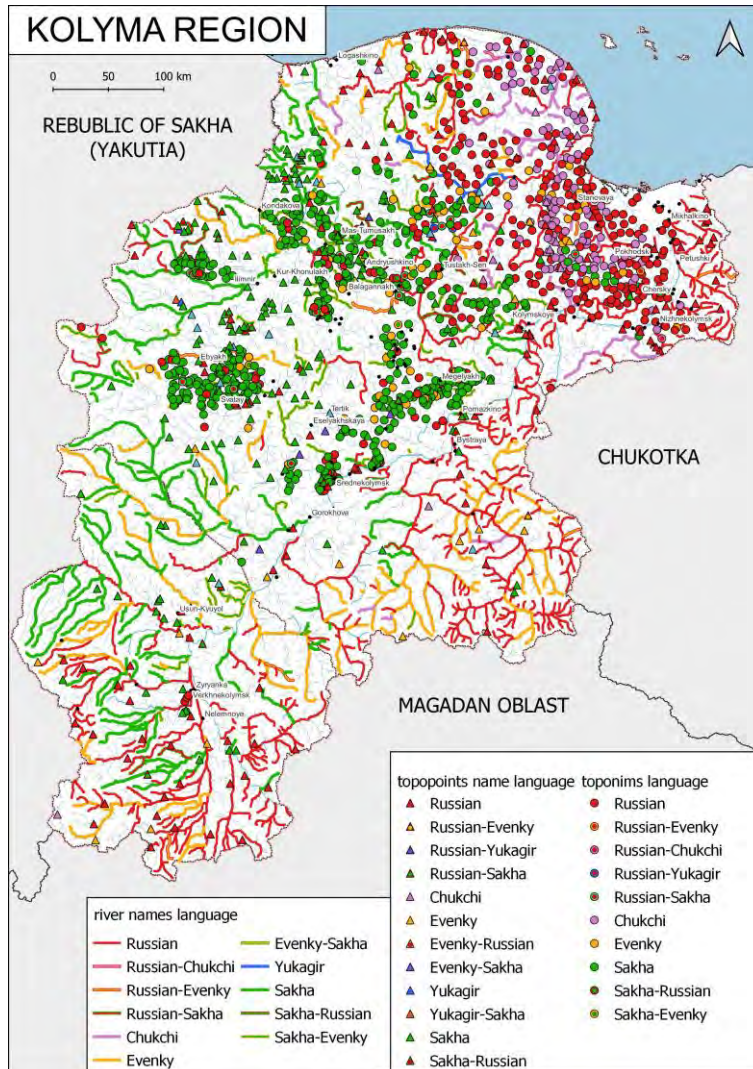 KOLYMA REGION
0 50 100 km
REBUBLIC OF SAKHA
(YAKUTIA)
Logashkino
Kondakova
Stanovaya
Mikhalkino
Mas-Tumusakh
Pokhodsk
Petushki
Andryushkino
Tustakh-Sen
Kur-Khonulakh
Ilimnir
Balagannakh
Chersky
Kolymskoye
Nizhnekolymsk
Ebyakh
Svatay
Megelyakh
Tertik
Pomazkino
Eselyakhskaya
Bystraya
Srednekolymsk
Gorokhovo
CHUKOTKA
Usun-Kyuyol
Zyryanka
Verkhnekolymsk
Nelemnoye
MAGADAN OBLAST
topopoints name language
Russian
Russian-Evenky
Russian-Yukagir
Russian-Sakha
Chukchi
Evenky
Evenky-Russian
Evenky-Sakha
Yukagir
Yukagir-Sakha
Sakha
Sakha-Russian
toponims language
Russian
Russian-Evenky
Russian-Chukchi
Russian-Yukagir
Russian-Sakha
Chukchi
Evenky
Sakha
Sakha-Russian
Sakha-Evenky
river names language
Russian
Russian-Chukchi
Russian-Evenky
Russian-Sakha
Chukchi
Evenky
Evenky-Sakha
Yukagir
Sakha
Sakha-Russian
Sakha-Evenky